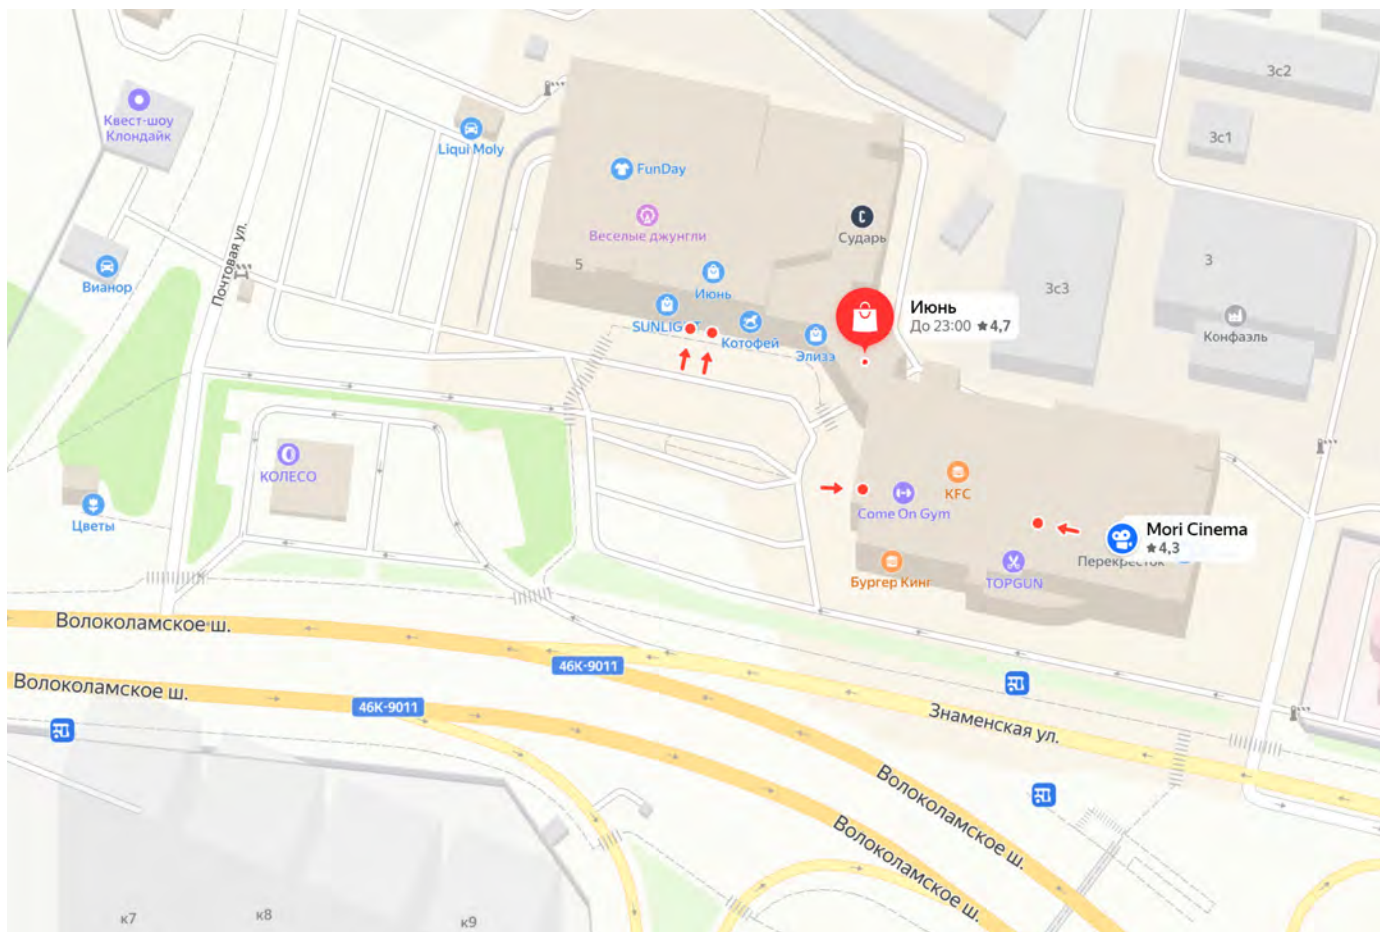 3с2
Квест-шоу
Клондайк
Liqui Moly
3с1
FunDay
Веселые джунгли
Сударь
Почтовая ул.
Вианор
5
Июнь
3
3с3
SUNLIGHT
Котофей
Элизэ
Июнь
До 23:00 ★4,7
Конфаэль
КОЛЕСО
KFC
Come On Gym
Цветы
Mori Cinema
★4,3
Перекресток
Бургер Кинг
TOPGUN
Волоколамское ш.
46К-9011
Волоколамское ш.
46К-9011
Знаменская ул.
Волоколамское ш.
Волоколамское ш.
к7
к8
к9